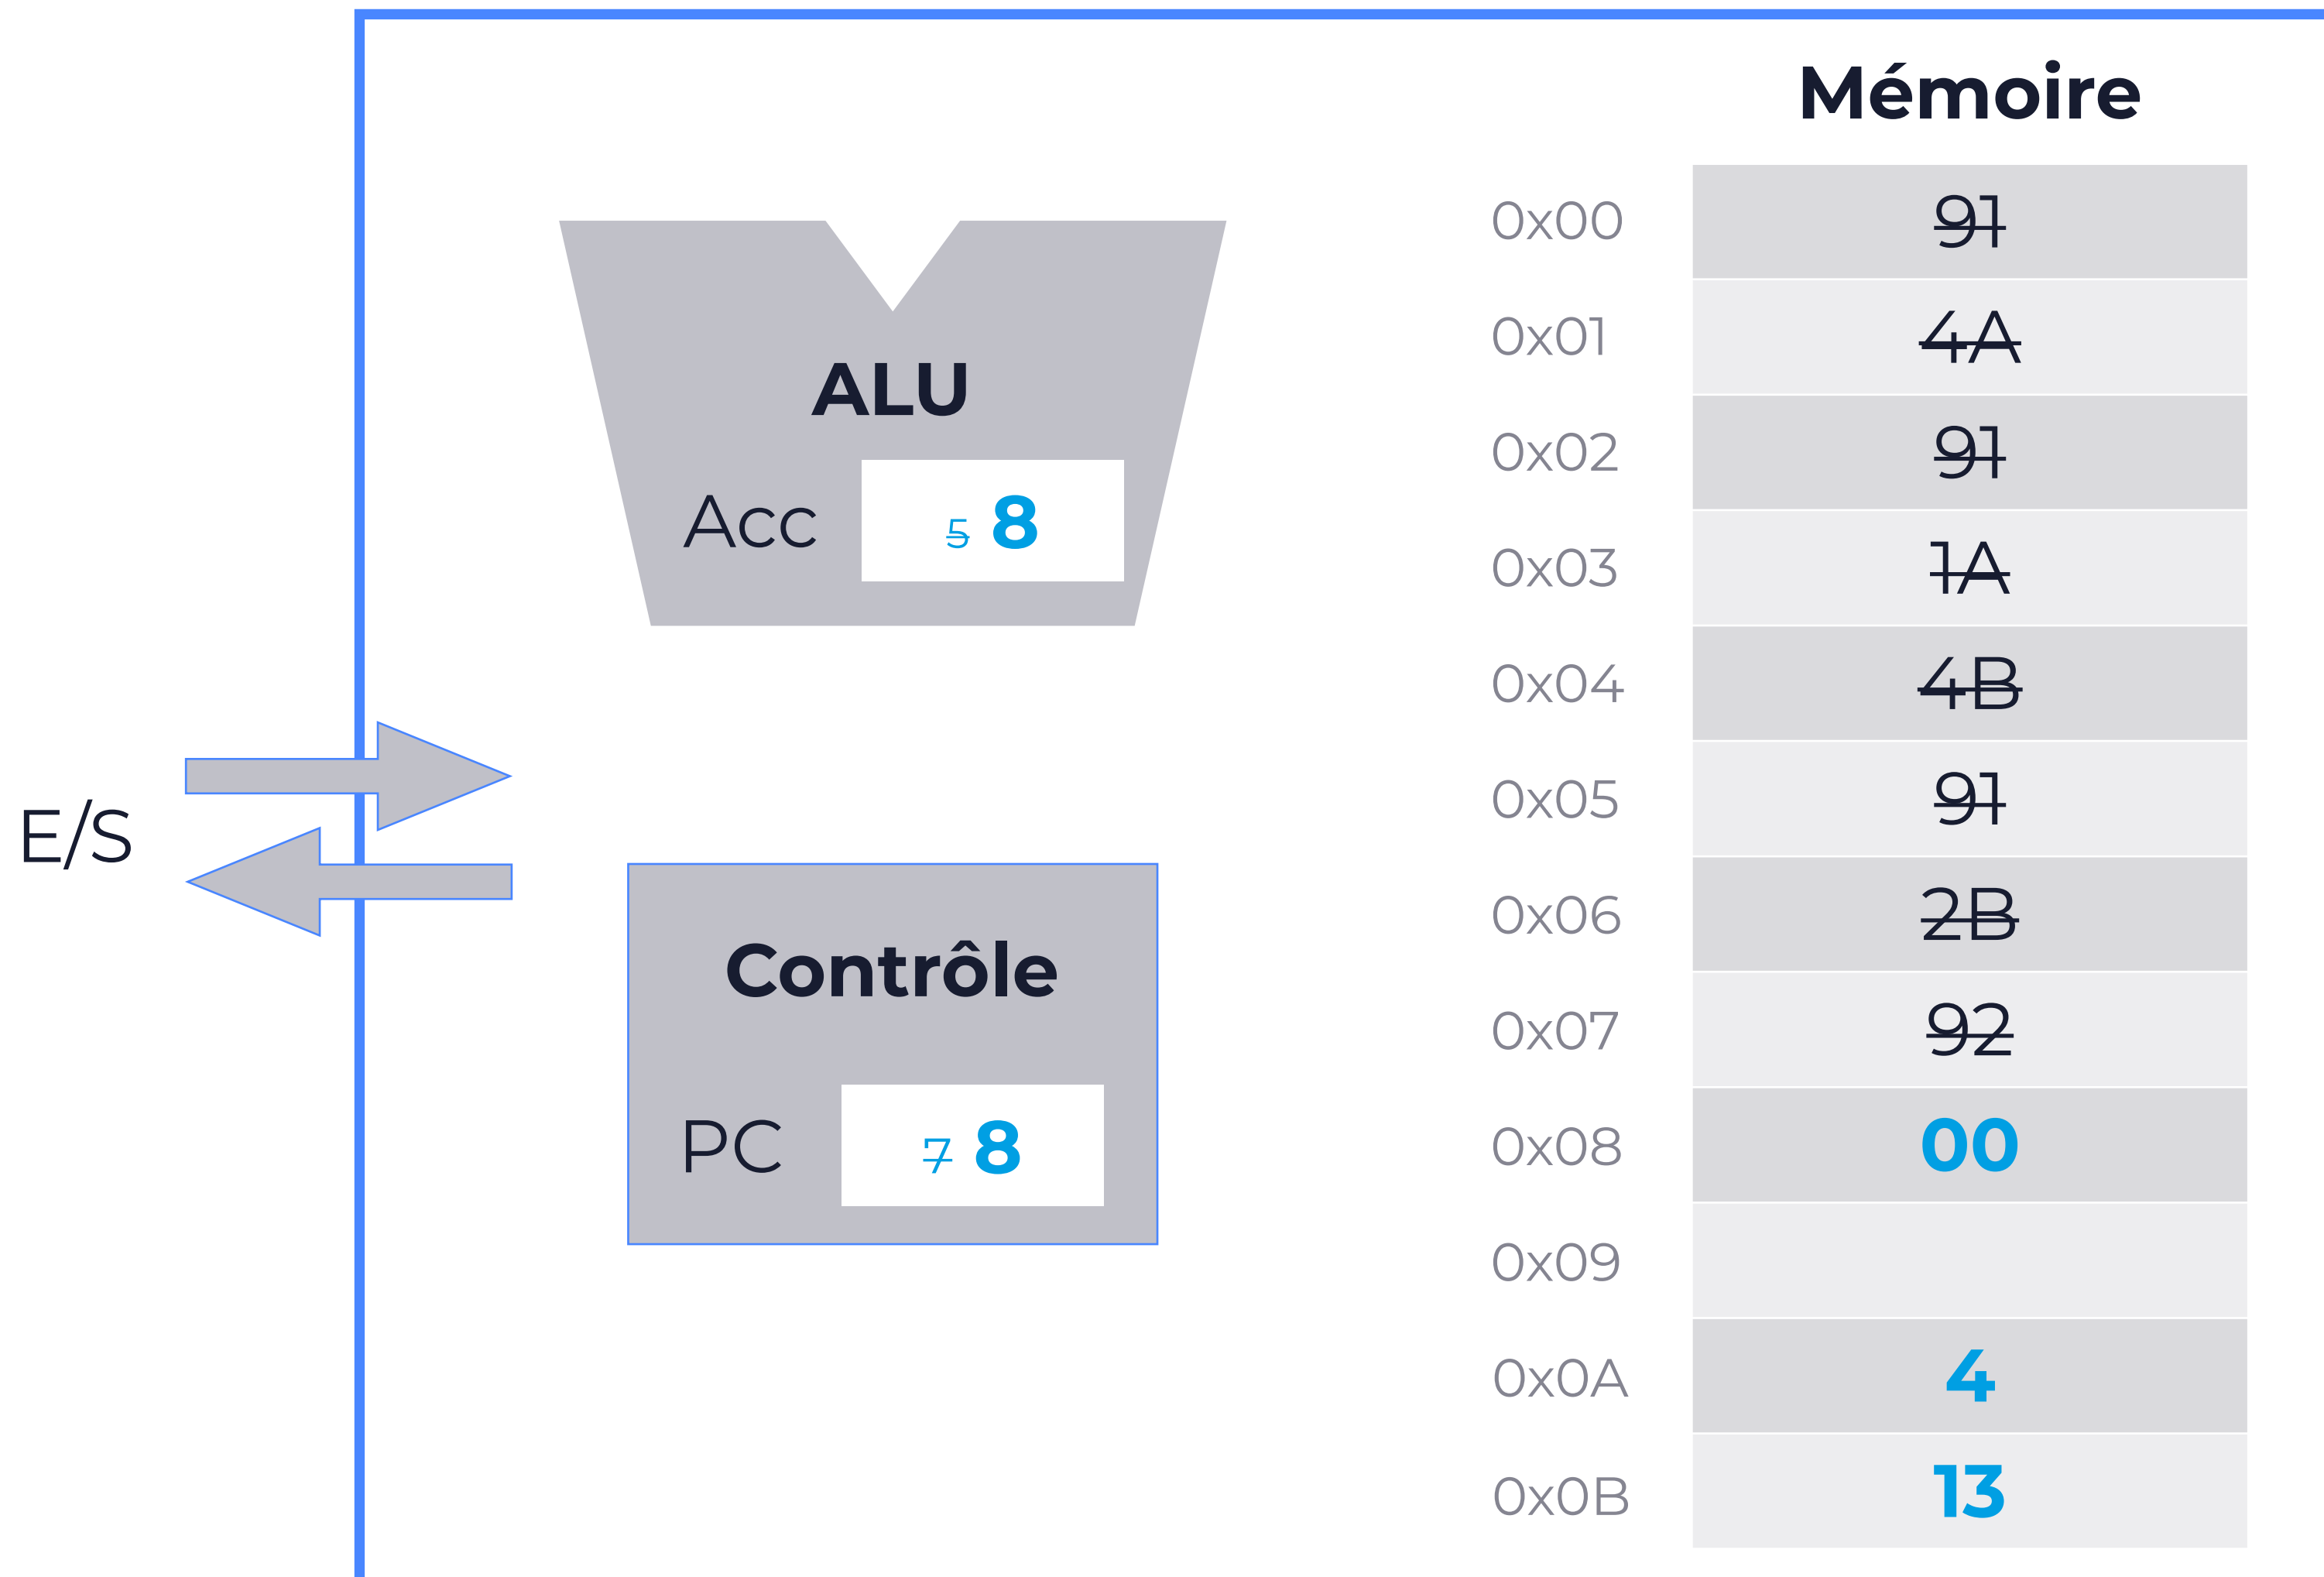 Mémoire
0x00 91
0x01 4A
ALU
0x02 91
Acc 5 8
0x03 1A
0x04 4B
0x05 91
E/S
0x06 2B
Contrôle
0x07 92
PC 7 8
0x08 00
0x09
0x0A 4
0x0B 13